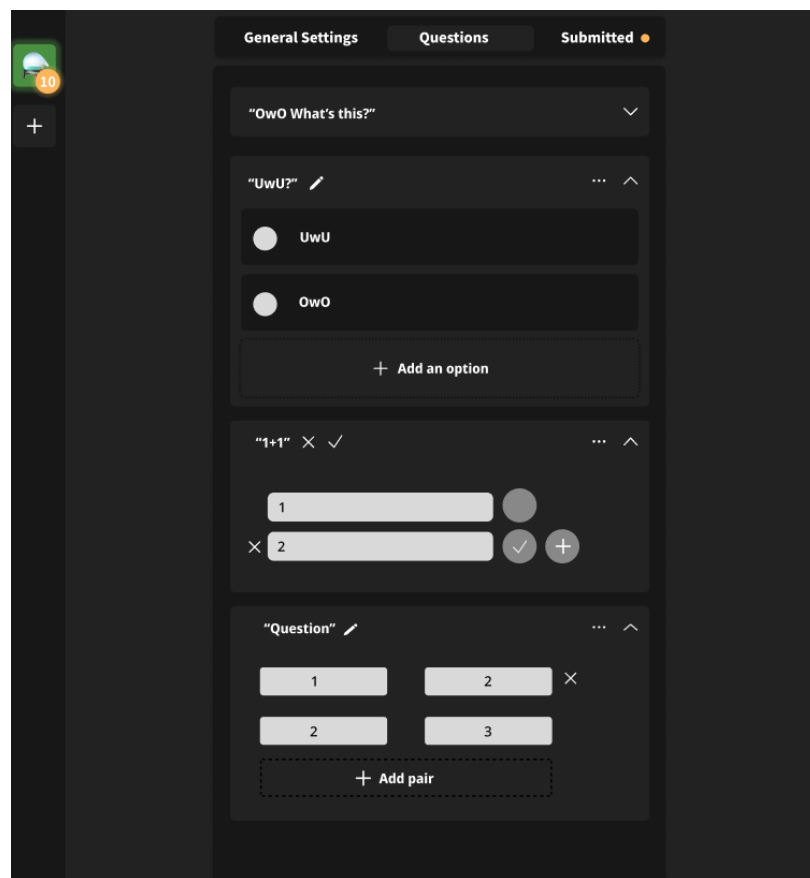 General Settings Questions Submitted
10
“OwO What’s this?”
“UwU?”
UwU
OwO
Add an option
“1+1”
1
2
“Question”
1 2
2 3
Add pair